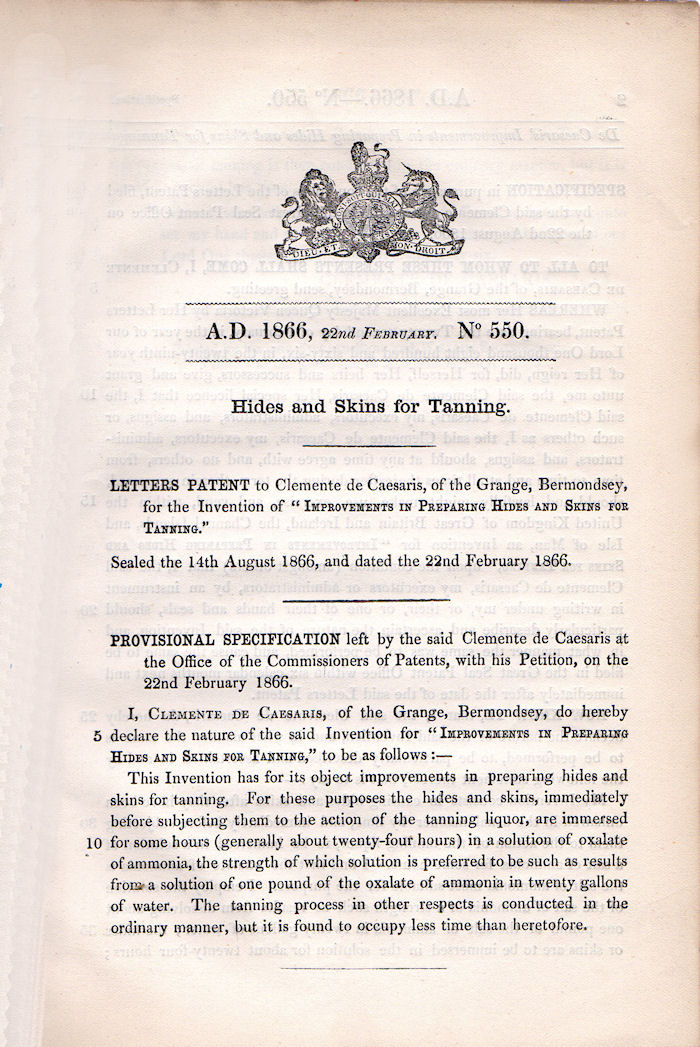 DIEU ET MON DROIT
A.D. 1866, 22nd FEBRUARY. Nº 550.
Hides and Skins for Tanning.
LETTERS PATENT to Clemente de Caesaris, of the Grange, Bermondsey,
for the Invention of “IMPROVEMENTS IN PREPARING HIDES AND SKINS FOR
TANNING.”
Sealed the 14th August 1866, and dated the 22nd February 1866.
PROVISIONAL SPECIFICATION left by the said Clemente de Caesaris at
the Office of the Commissioners of Patents, with his Petition, on the
22nd February 1866.
I, CLEMENTE DE CAESARIS, of the Grange, Bermondsey, do hereby
5 declare the nature of the said Invention for “IMPROVEMENTS IN PREPARING
HIDES AND SKINS FOR TANNING,” to be as follows :—
This Invention has for its object improvements in preparing hides and
skins for tanning. For these purposes the hides and skins, immediately
before subjecting them to the action of the tanning liquor, are immersed
10 for some hours (generally about twenty-four hours) in a solution of oxalate
of ammonia, the strength of which solution is preferred to be such as results
from a solution of one pound of the oxalate of ammonia in twenty gallons
of water. The tanning process in other respects is conducted in the
ordinary manner, but it is found to occupy less time than heretofore.